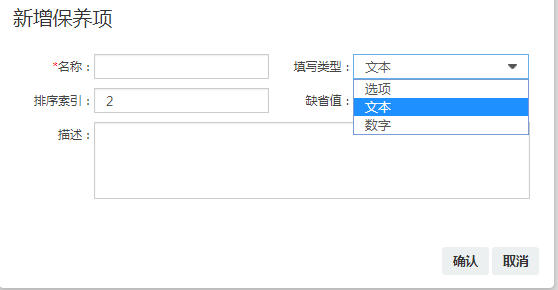 新增保养项
*名称： 填写类型： 文本
选项
排序索引： 2 缺省值： 文本
数字
描述：
确认 取消